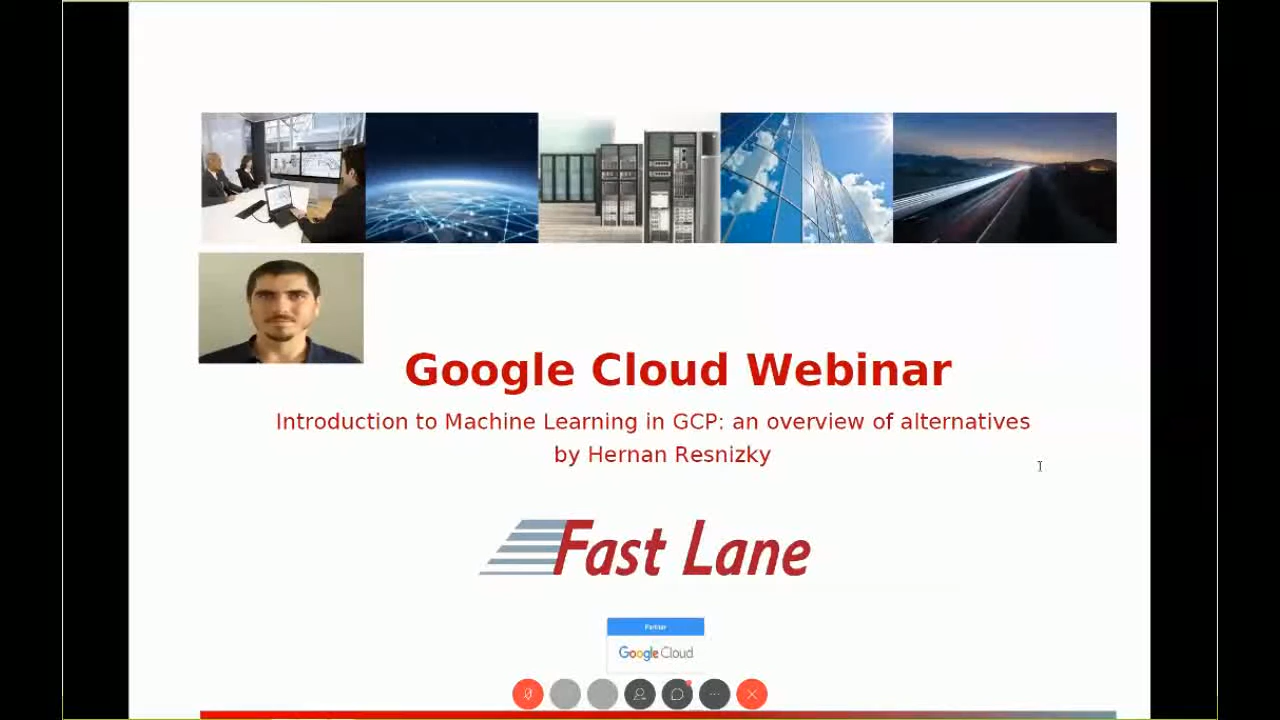 Google Cloud Webinar
Introduction to Machine Learning in GCP: an overview of alternatives
by Hernan Resnizky
Fast Lane
Partner
Google Cloud